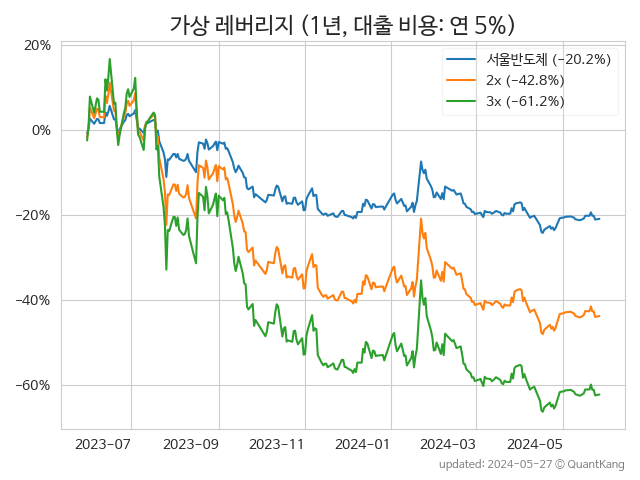 가상 레버리지 (1년, 대출 비용: 연 5%)
20%
0%
−20%
−40%
−60%
서울반도체 (−20.2%)
2x (−42.8%)
3x (−61.2%)
2023−07
2023−09
2023−11
2024−01
2024−03
2024−05
updated: 2024−05−27 © QuantKang